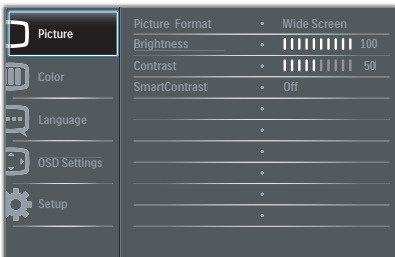 Picture
Color
Language
OSD Settings
Setup
Picture Format • Wide Screen
Brightness • 100
Contrast • 50
SmartContrast • Off
•
•
•
•
•
•